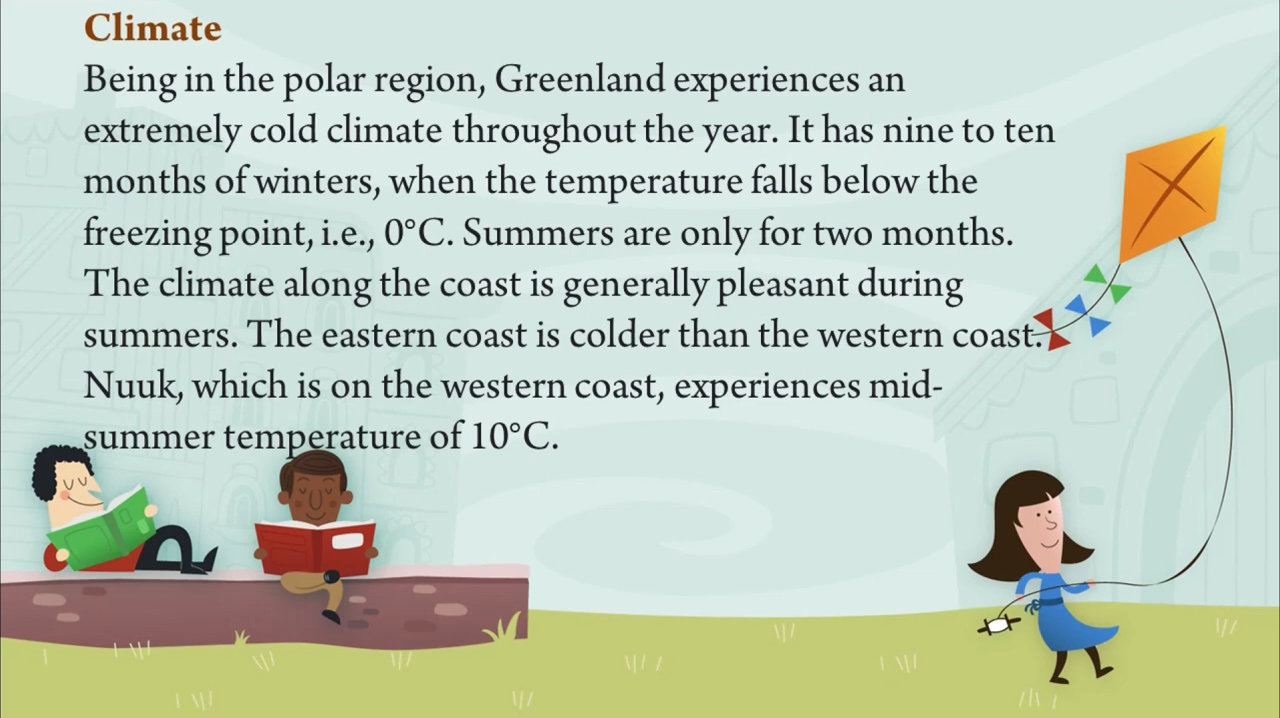 Climate
Being in the polar region, Greenland experiences an
extremely cold climate throughout the year. It has nine to ten
months of winters, when the temperature falls below the
freezing point, i.e., 0°C. Summers are only for two months.
The climate along the coast is generally pleasant during
summers. The eastern coast is colder than the western coast.
Nuuk, which is on the western coast, experiences mid-
summer temperature of 10°C.